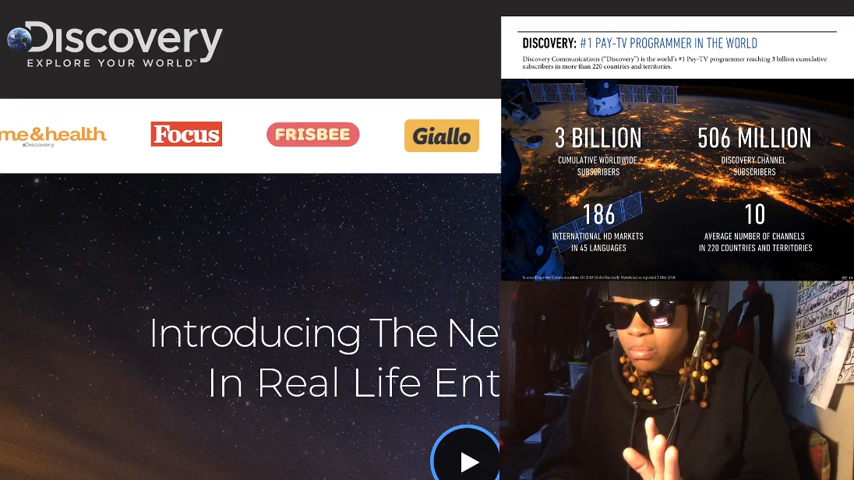 Discovery
EXPLORE YOUR WORLD™
me&health
Discovery
Focus
FRISBEE
Giallo
Introducing The Ne
In Real Life Ent
DISCOVERY: #1 PAY-TV PROGRAMMER IN THE WORLD
Discovery Communications ("Discovery") is the world's #1 Pay-TV programmer reaching 3 billion cumulative
subscribers in more than 220 countries and territories.
3 BILLION
CUMULATIVE WORLDWIDE
SUBSCRIBERS
506 MILLION
DISCOVERY CHANNEL
SUBSCRIBERS
186
INTERNATIONAL HD MARKETS
IN 45 LANGUAGES
10
AVERAGE NUMBER OF CHANNELS
IN 220 COUNTRIES AND TERRITORIES